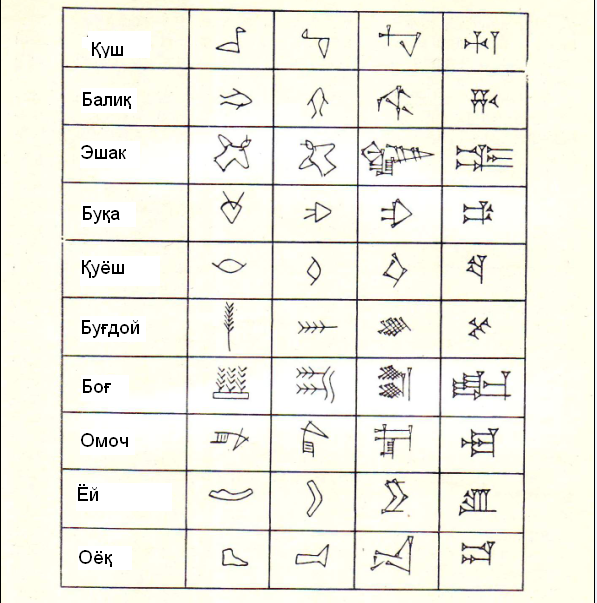 Қуш
Балиқ
Эшак
Буқа
Қуёш
Буғдой
Боғ
Омоч
Ёй
Оёқ